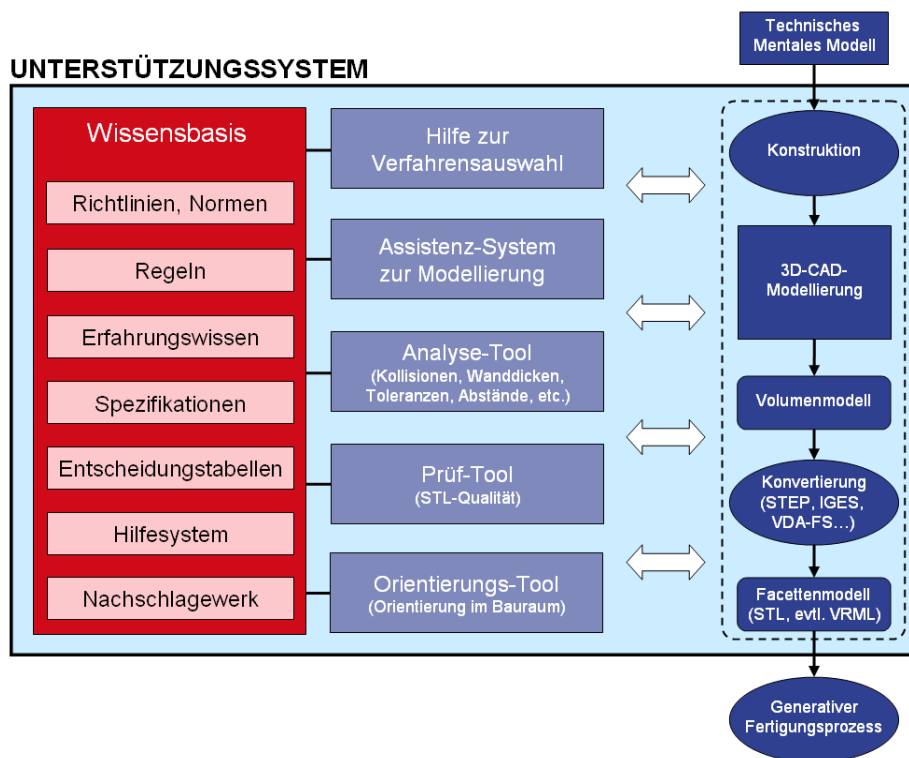 UNTERSTÜTZUNGSSYSTEM
Wissensbasis
Richtlinien, Normen
Regeln
Erfahrungswissen
Spezifikationen
Entscheidungstabellen
Hilfesystem
Nachschlagewerk
Hilfe zur
Verfahrensauswahl
Assistenz-System
zur Modellierung
Analyse-Tool
(Kollisionen, Wanddicken,
Toleranzen, Abstände, etc.)
Prüf-Tool
(STL-Qualität)
Orientierungs-Tool
(Orientierung im Bauraum)
Technisches
Mentales Modell
Konstruktion
3D-CAD-
Modellierung
Volumenmodell
Konvertierung
(STEP, IGES,
VDA-FS...)
Facettenmodell
(STL, evtl. VRML)
Generativer
Fertigungsprozess